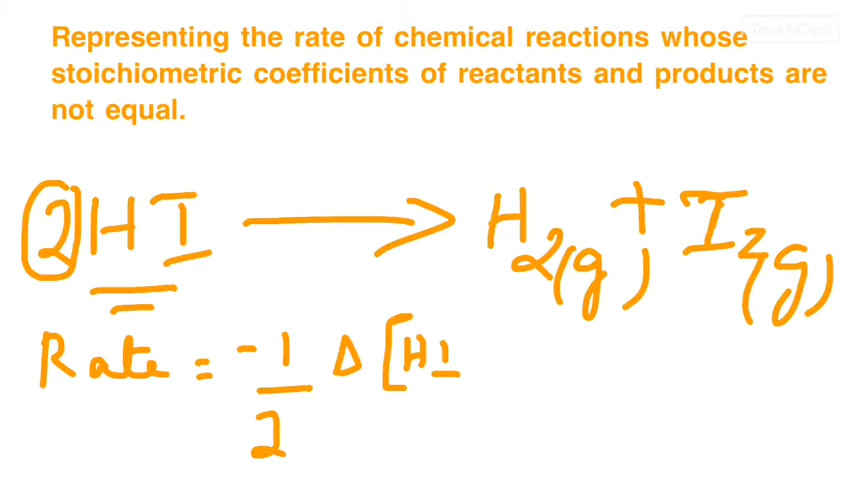 TouchCast
Representing the rate of chemical reactions whose
stoichiometric coefficients of reactants and products are
not equal.
2HI ⟶ H₂(g) + I₂(g)
Rate = -1/2 Δ [HI